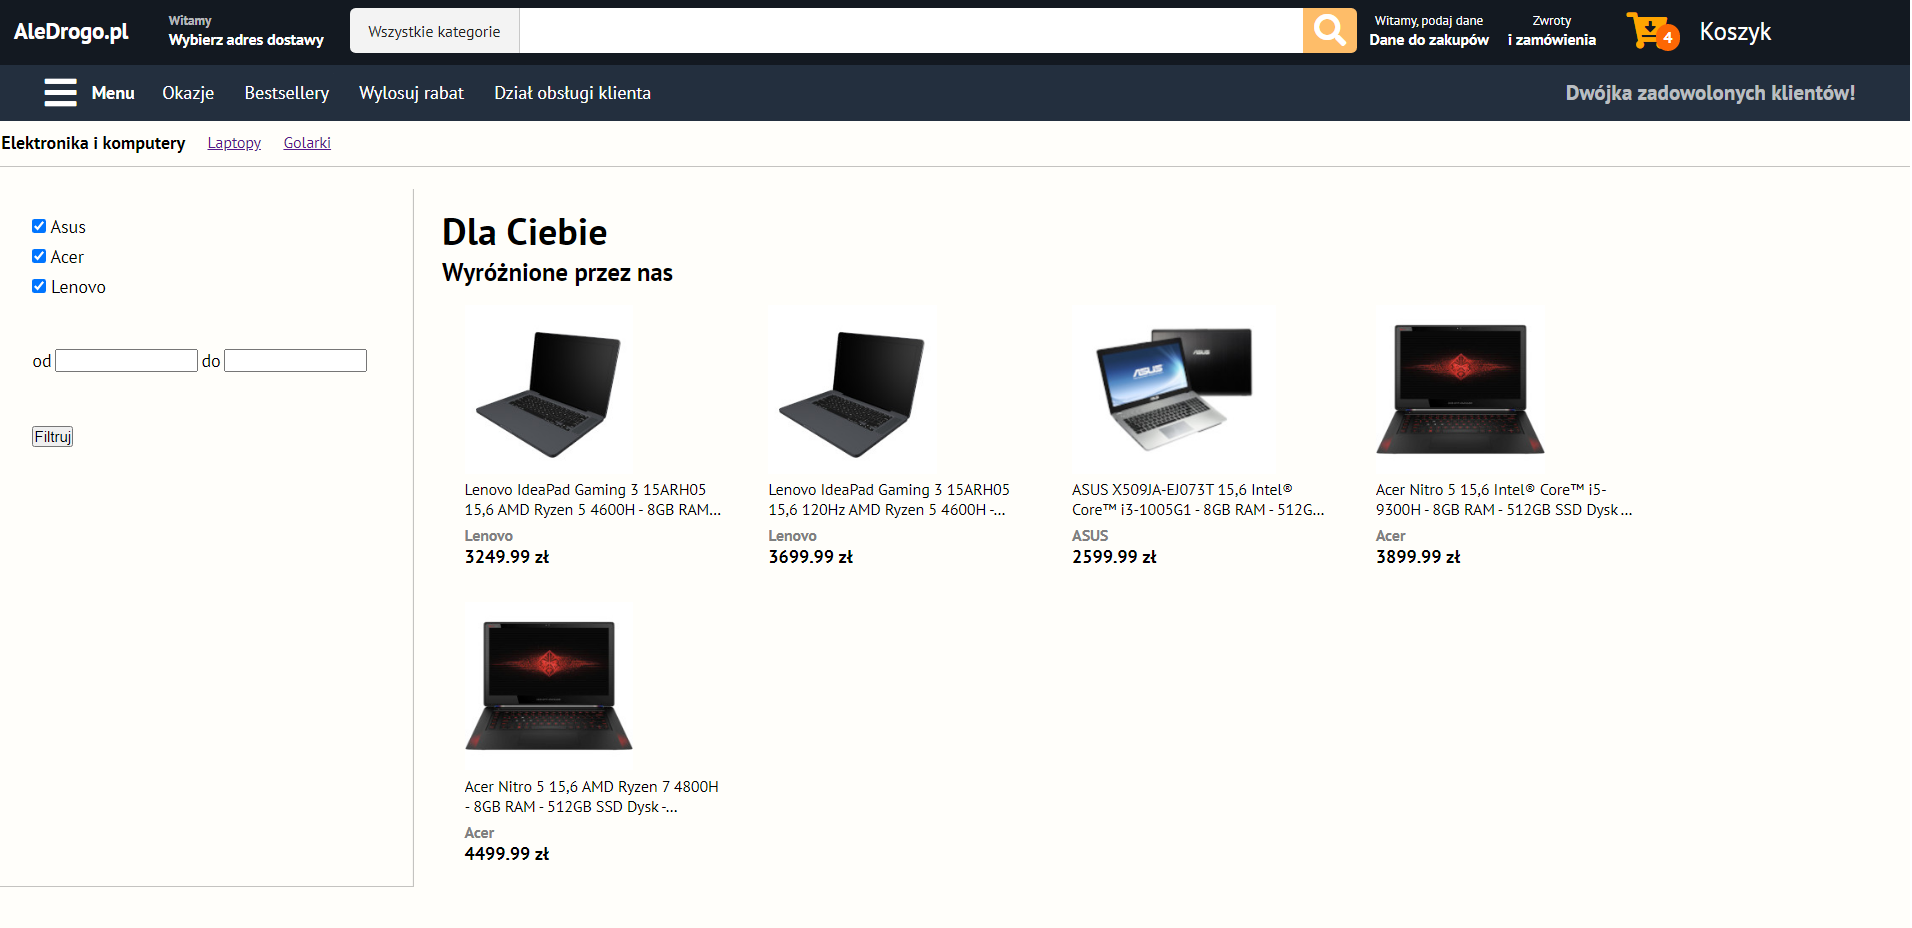 AleDrogo.pl
Witamy
Wybierz adres dostawy
Wszystkie kategorie
Witamy, podaj dane
Dane do zakupów
Zwroty
i zamówienia
4
Koszyk
Menu
Okazje
Bestsellery
Wylosuj rabat
Dział obsługi klienta
Dwójka zadowolonych klientów!
Elektronika i komputery
Laptopy
Golarki
Asus
Acer
Lenovo
od
do
Filtruj
Dla Ciebie
Wyróżnione przez nas
ASUS
ASUS
Lenovo IdeaPad Gaming 3 15ARH05
15,6 AMD Ryzen 5 4600H - 8GB RAM...
Lenovo
3249.99 zł
Lenovo IdeaPad Gaming 3 15ARH05
15,6 120Hz AMD Ryzen 5 4600H -...
Lenovo
3699.99 zł
ASUS X509JA-EJ073T 15,6 Intel®
Core™ i3-1005G1 - 8GB RAM - 512G...
ASUS
2599.99 zł
Acer Nitro 5 15,6 Intel® Core™ i5-
9300H - 8GB RAM - 512GB SSD Dysk ...
Acer
3899.99 zł
Acer Nitro 5 15,6 AMD Ryzen 7 4800H
- 8GB RAM - 512GB SSD Dysk -...
Acer
4499.99 zł